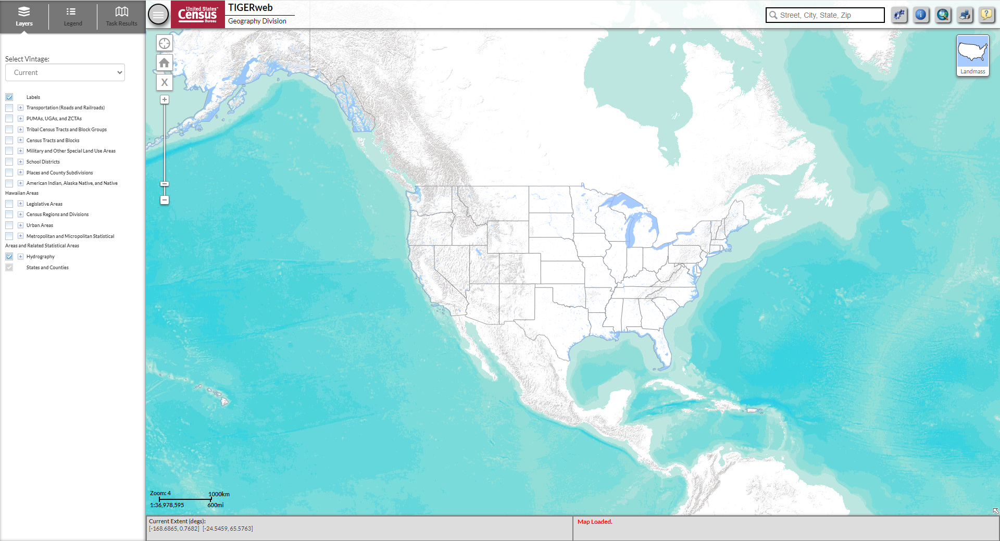 Layers
Legend
Task Results
United States™
Census
Bureau
TIGERweb
Geography Division
Street, City, State, Zip
Select Vintage:
Current
Labels
Transportation (Roads and Railroads)
PUMAs, UGAs, and ZCTAs
Tribal Census Tracts and Block Groups
Census Tracts and Blocks
Military and Other Special Land Use Areas
School Districts
Places and County Subdivisions
American Indian, Alaska Native, and Native
Hawaiian Areas
Legislative Areas
Census Regions and Divisions
Urban Areas
Metropolitan and Micropolitan Statistical
Areas and Related Statistical Areas
Hydrography
States and Counties
X
Landmass
Zoom: 4
1000km
1:36,978,595
600mi
Current Extent (degs):
[-168.6865, 0.7682] [-24.5459, 65.5763]
Map Loaded.